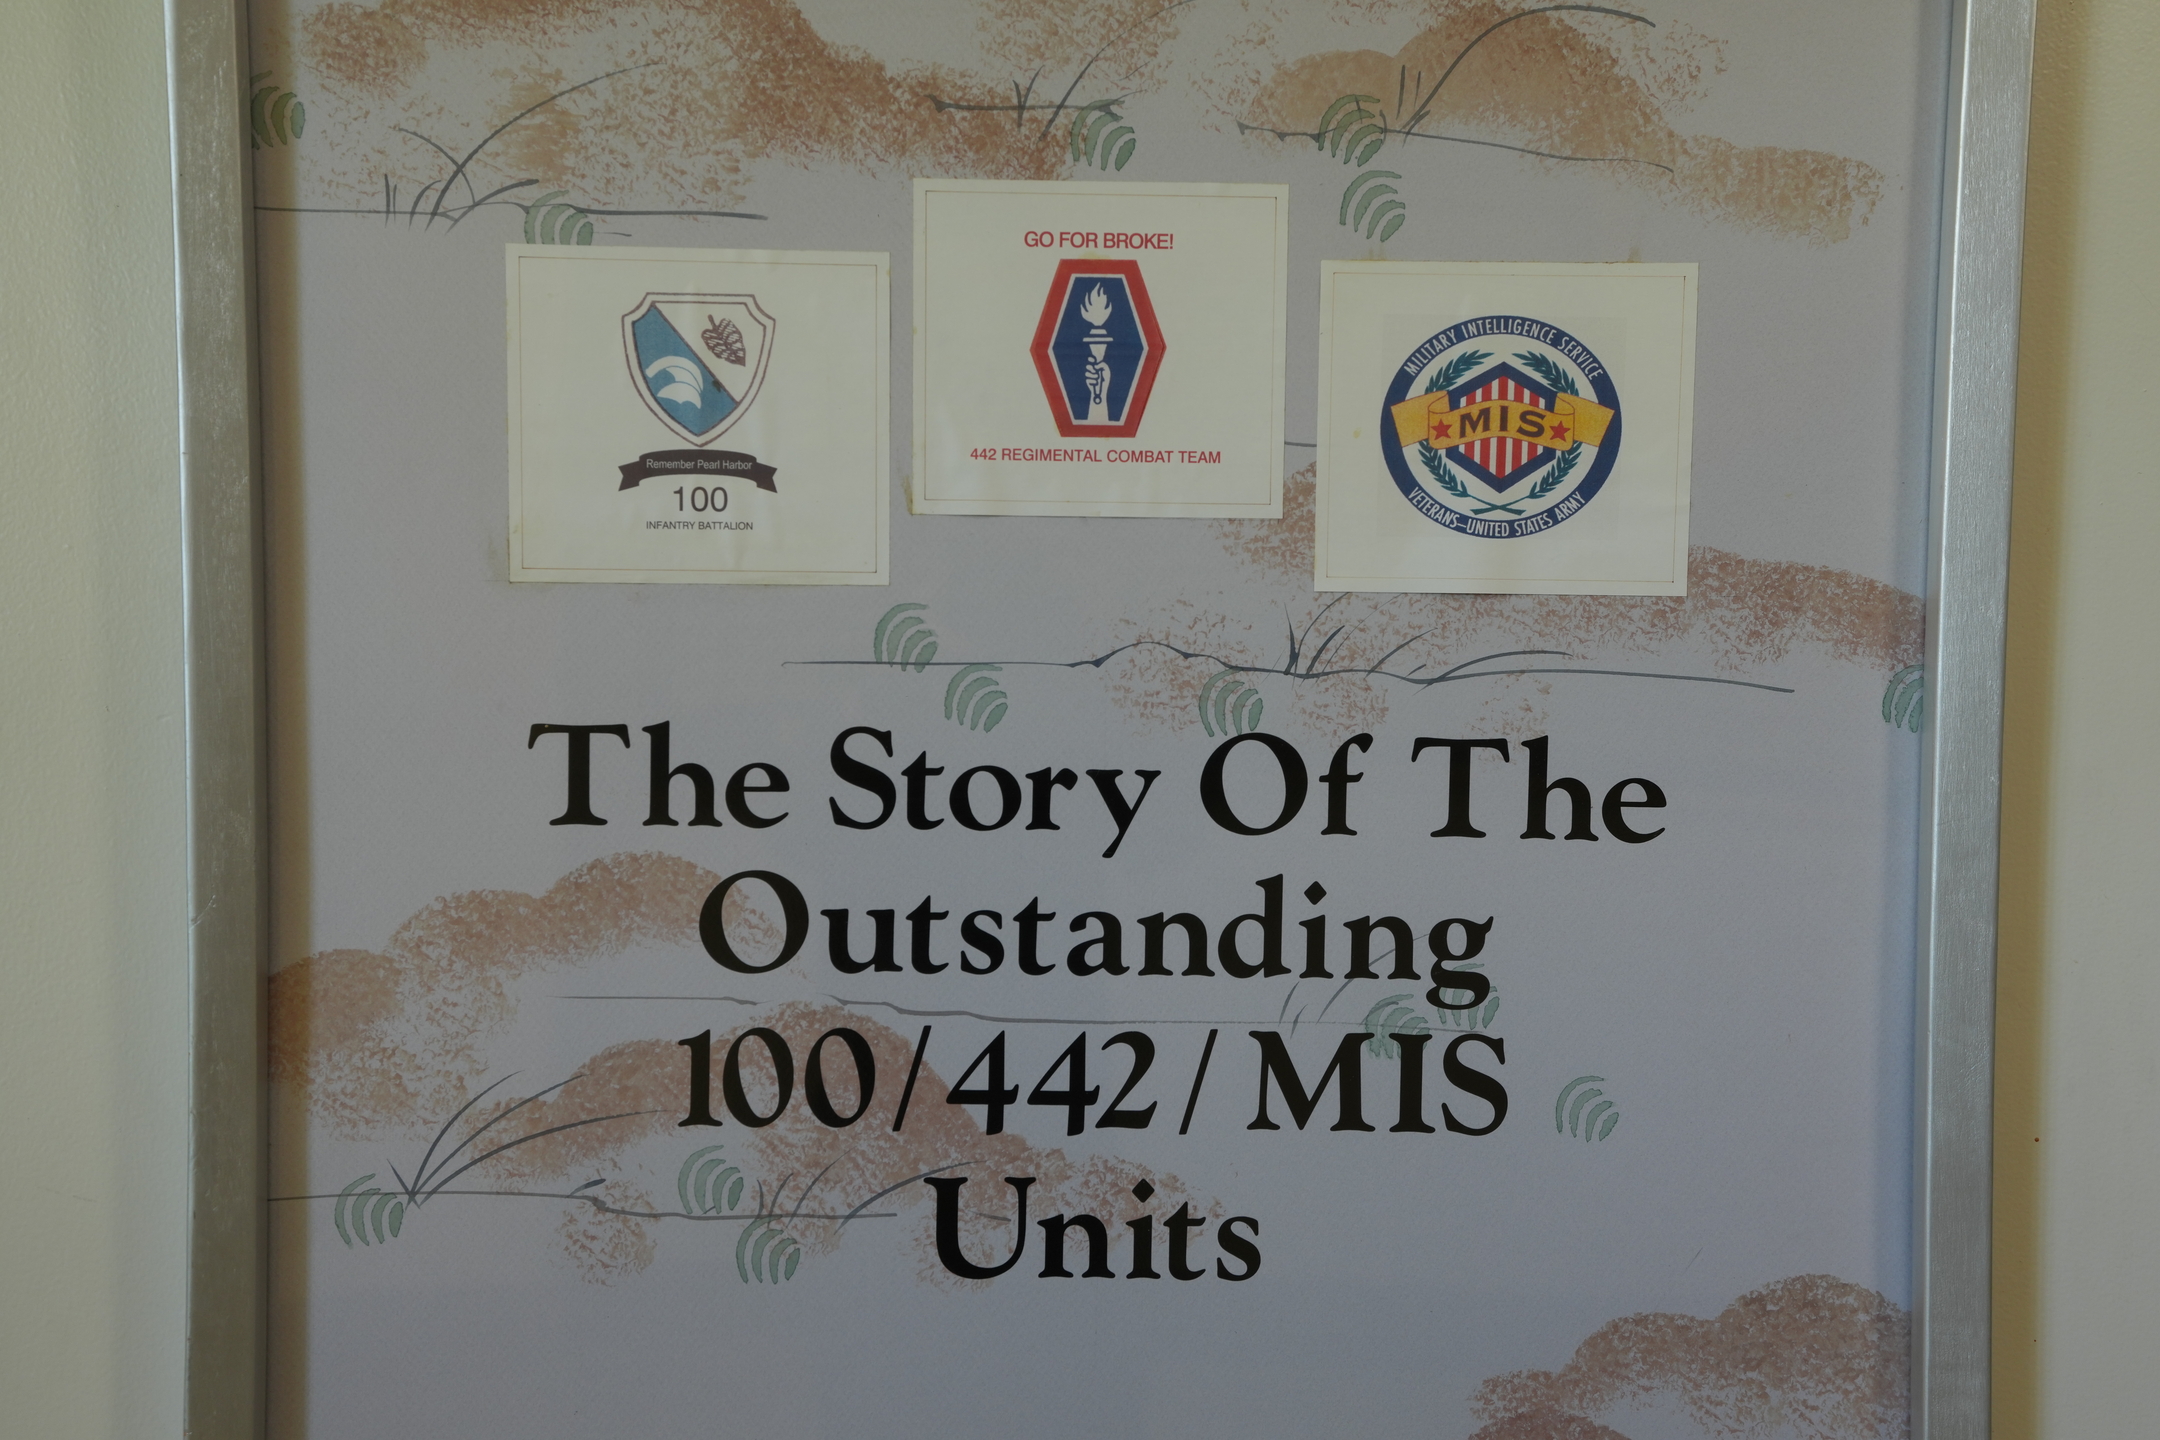 GO FOR BROKE!
442 REGIMENTAL COMBAT TEAM
Remember Pearl Harbor
100
INFANTRY BATTALION
MILITARY INTELLIGENCE SERVICE
MIS
VETERANS–UNITED STATES ARMY
The Story Of The
Outstanding
100/442/MIS
Units